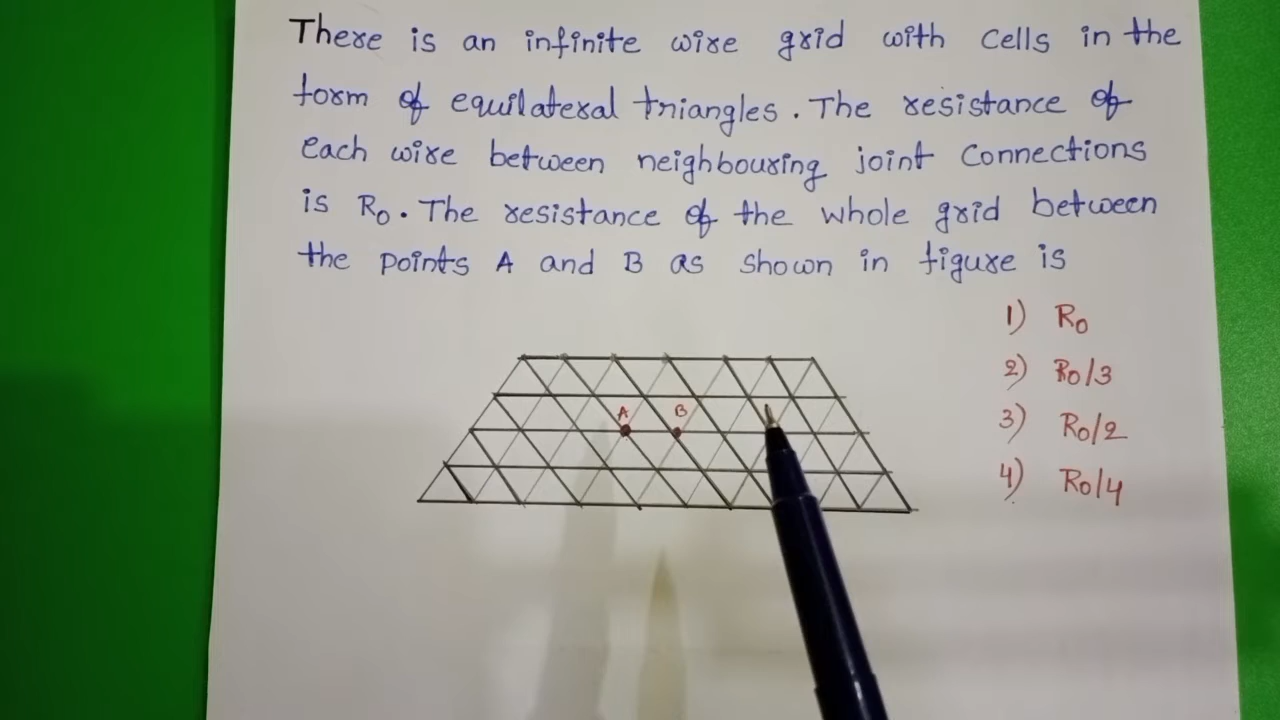 There is an infinite wire grid with cells in the
form of equilateral triangles. The resistance of
each wire between neighbouring joint connections
is R₀. The resistance of the whole grid between
the points A and B as shown in figure is
1) R₀
2) R₀/3
3) R₀/2
4) R₀/4
A B